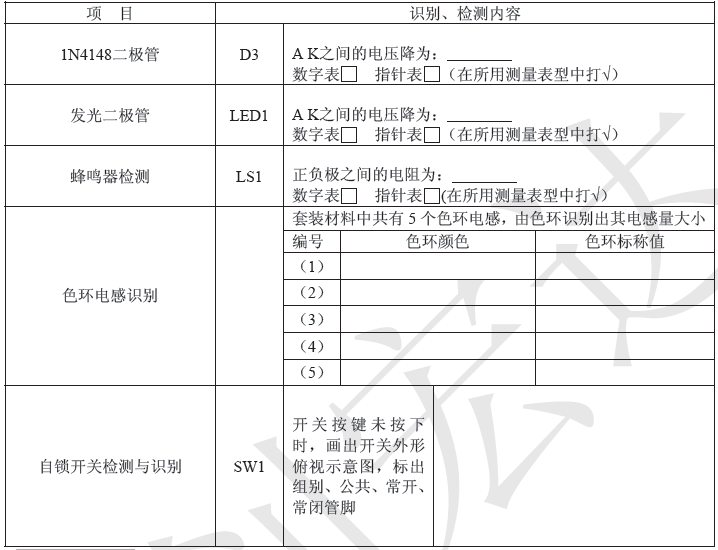 项 目 识别、检测内容
1N4148二极管 D3 A K之间的电压降为：________
数字表□ 指针表□（在所用测量表型中打√）
发光二极管 LED1 A K之间的电压降为：________
数字表□ 指针表□（在所用测量表型中打√）
蜂鸣器检测 LS1 正负极之间的电阻为：________
数字表□ 指针表□(在所用测量表型中打√）
色环电感识别
套装材料中共有 5 个色环电感，由色环识别出其电感量大小
编号 色环颜色 色环标称值
（1）
（2）
（3）
（4）
（5）
自锁开关检测与识别 SW1
开关按键未按下
时，画出开关外形
俯视示意图，标出
组别、公共、常开、
常闭管脚